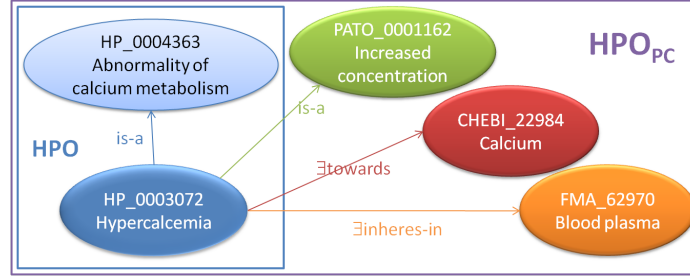 HP_0004363
Abnormality of
calcium metabolism
PATO_0001162
Increased
concentration
HPO_PC
is-a
is-a
HPO
CHEBI_22984
Calcium
∃towards
HP_0003072
Hypercalcemia
FMA_62970
Blood plasma
∃inheres-in